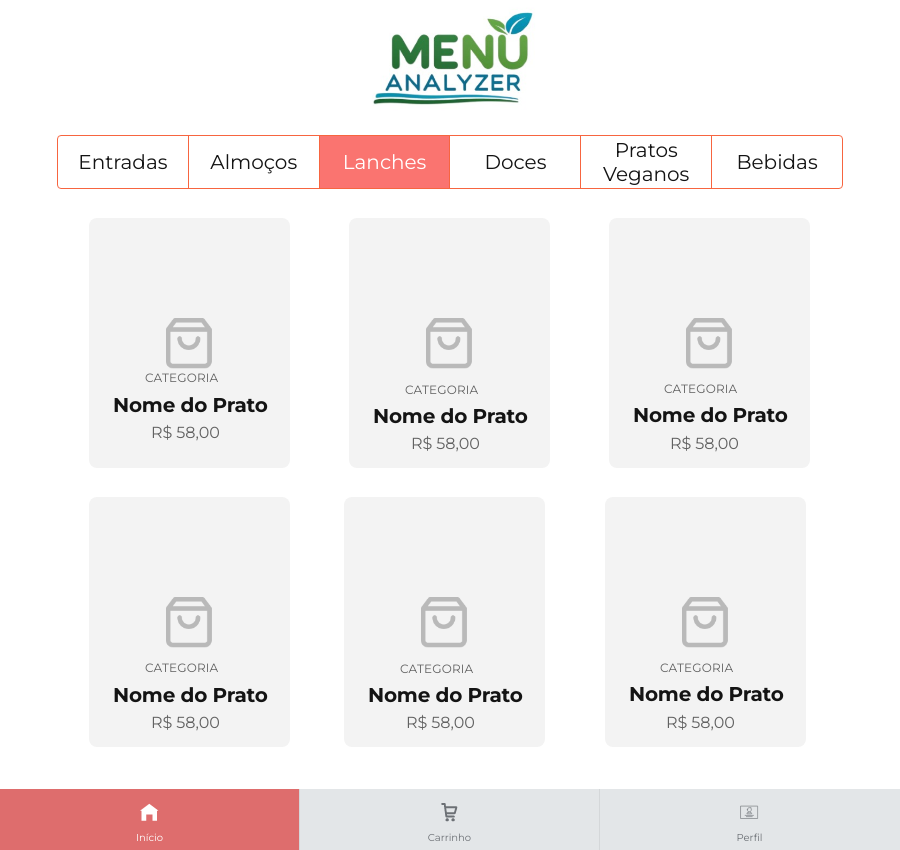 MENU
ANALYZER
Entradas
Almoços
Lanches
Doces
Pratos
Veganos
Bebidas
CATEGORIA
Nome do Prato
R$ 58,00
CATEGORIA
Nome do Prato
R$ 58,00
CATEGORIA
Nome do Prato
R$ 58,00
CATEGORIA
Nome do Prato
R$ 58,00
CATEGORIA
Nome do Prato
R$ 58,00
CATEGORIA
Nome do Prato
R$ 58,00
Início
Carrinho
Perfil